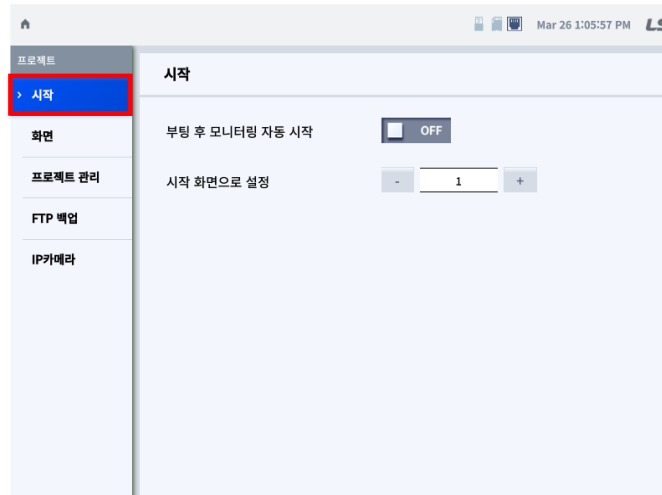 Mar 26 1:05:57 PM
프로젝트
› 시작
화면
프로젝트 관리
FTP 백업
IP카메라
시작
부팅 후 모니터링 자동 시작 OFF
시작 화면으로 설정 - 1 +